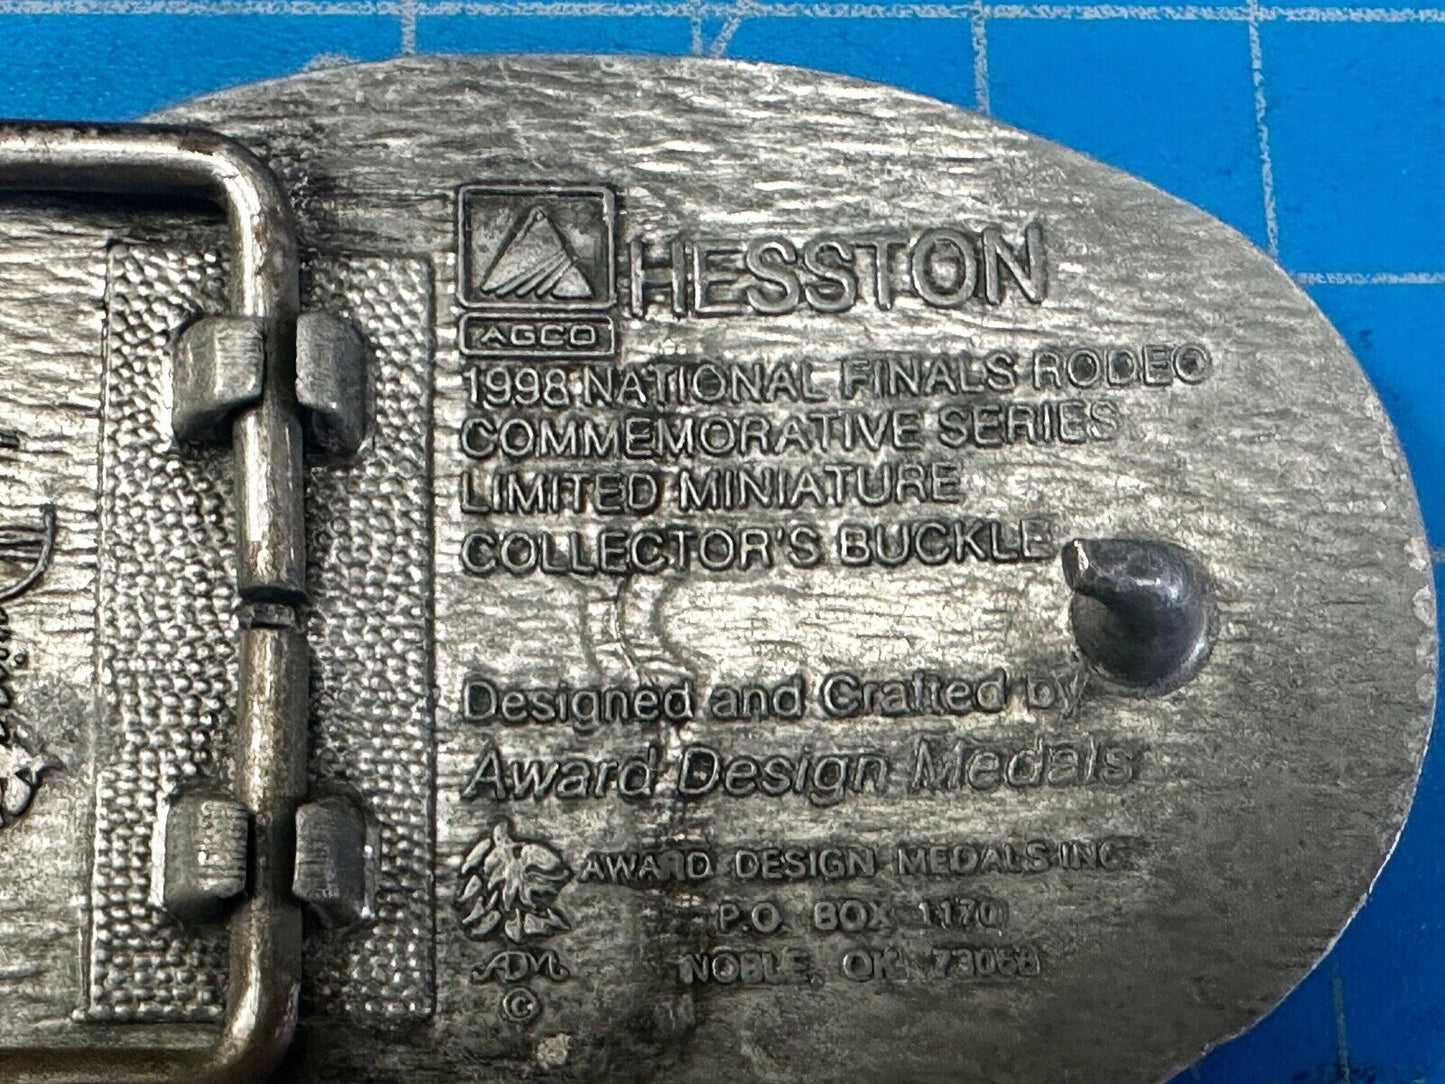 HESSTON
AGCO
1998 NATIONAL FINALS RODEO
COMMEMORATIVE SERIES
LIMITED MINIATURE
COLLECTOR'S BUCKLE
Designed and Crafted by
Award Design Medals
AWARD DESIGN MEDALS INC
P.O. BOX 1170
NOBLE, OK 73068
ADM
©